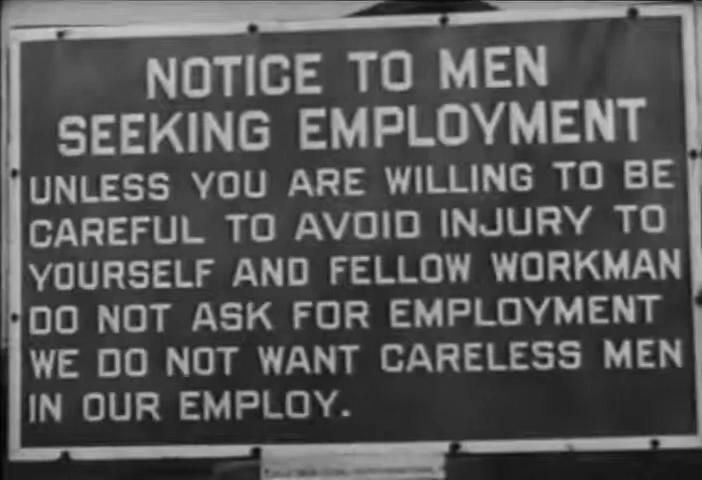 NOTICE TO MEN
SEEKING EMPLOYMENT
UNLESS YOU ARE WILLING TO BE
CAREFUL TO AVOID INJURY TO
YOURSELF AND FELLOW WORKMAN
DO NOT ASK FOR EMPLOYMENT
WE DO NOT WANT CARELESS MEN
IN OUR EMPLOY.